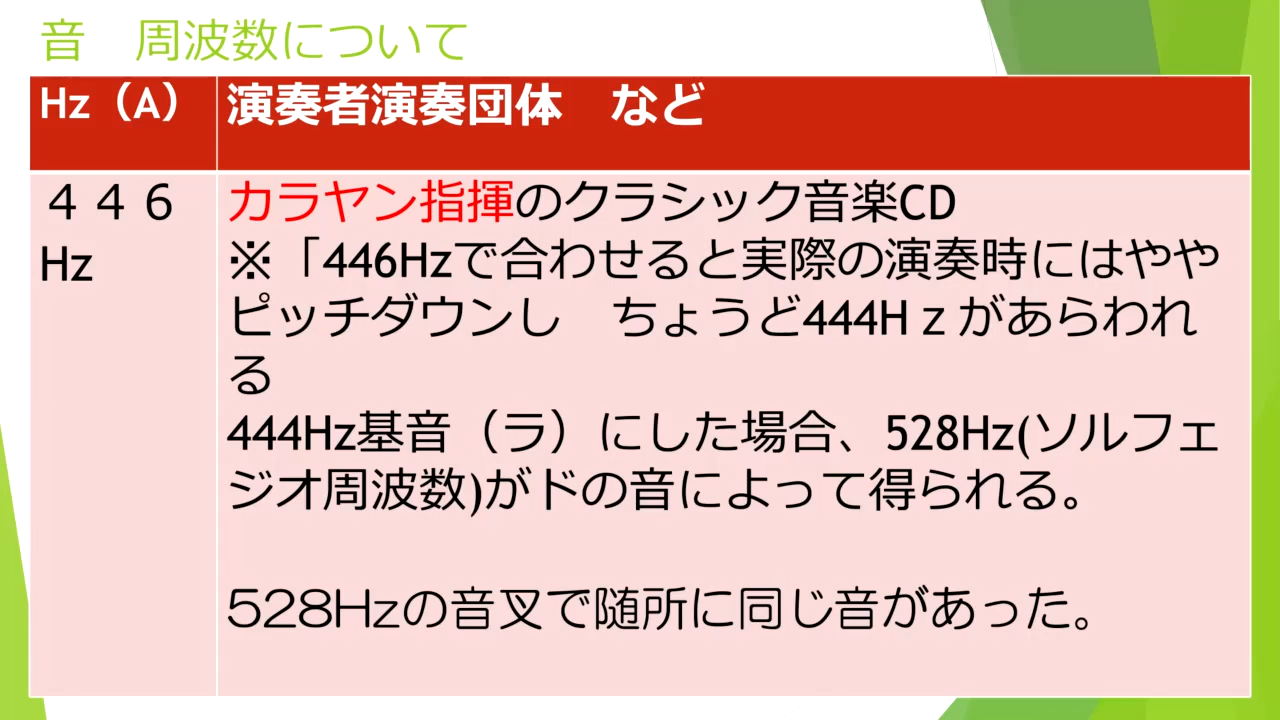 音　周波数について
Hz（A）
演奏者演奏団体　など
４４６
Hz
カラヤン指揮のクラシック音楽CD
※「446Hzで合わせると実際の演奏時にはやや
ピッチダウンし　ちょうど444Hｚがあらわれ
る
444Hz基音（ラ）にした場合、528Hz(ソルフェ
ジオ周波数)がドの音によって得られる。
528Hzの音叉で随所に同じ音があった。